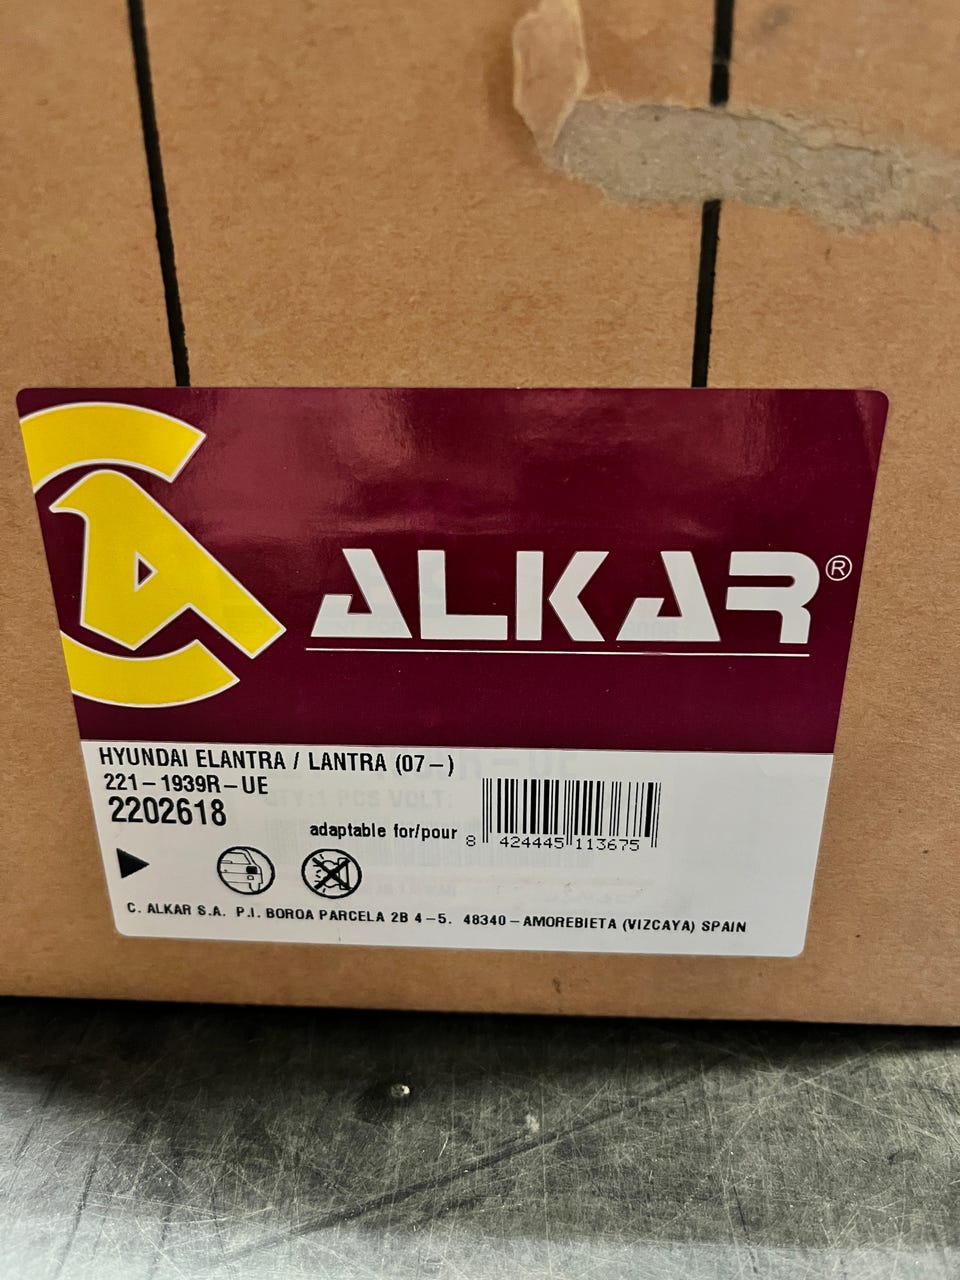 ALKAR®
HYUNDAI ELANTRA / LANTRA (07-)
221-1939R-UE
2202618
adaptable for/pour
8 424445 113675
C. ALKAR S.A. P.I. BOROA PARCELA 2B 4-5. 48340-AMOREBIETA (VIZCAYA) SPAIN